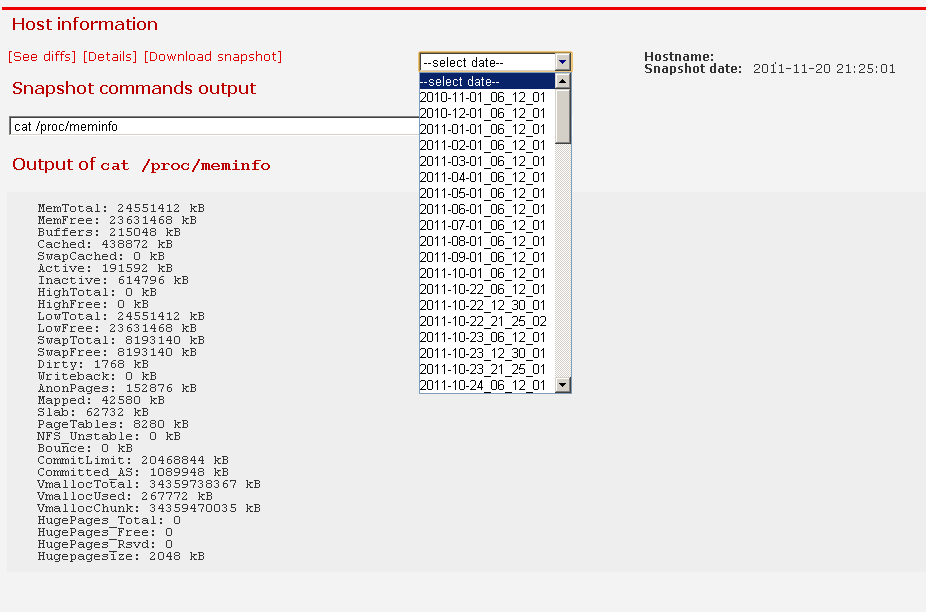 Host information
[See diffs] [Details] [Download snapshot]
--select date--
Hostname:
Snapshot date: 2011-11-20 21:25:01
Snapshot commands output
cat /proc/meminfo
Output of cat /proc/meminfo
--select date--
2010-11-01_06_12_01
2010-12-01_06_12_01
2011-01-01_06_12_01
2011-02-01_06_12_01
2011-03-01_06_12_01
2011-04-01_06_12_01
2011-05-01_06_12_01
2011-06-01_06_12_01
2011-07-01_06_12_01
2011-08-01_06_12_01
2011-09-01_06_12_01
2011-10-01_06_12_01
2011-10-22_06_12_01
2011-10-22_12_30_01
2011-10-22_21_25_02
2011-10-23_06_12_01
2011-10-23_12_30_01
2011-10-23_21_25_01
2011-10-24_06_12_01
MemTotal: 24551412 kB
MemFree: 23631468 kB
Buffers: 215048 kB
Cached: 438872 kB
SwapCached: 0 kB
Active: 191592 kB
Inactive: 614796 kB
HighTotal: 0 kB
HighFree: 0 kB
LowTotal: 24551412 kB
LowFree: 23631468 kB
SwapTotal: 8193140 kB
SwapFree: 8193140 kB
Dirty: 1768 kB
Writeback: 0 kB
AnonPages: 152876 kB
Mapped: 42580 kB
Slab: 62732 kB
PageTables: 8280 kB
NFS_Unstable: 0 kB
Bounce: 0 kB
CommitLimit: 20468844 kB
Committed_AS: 1089948 kB
VmallocTotal: 34359738367 kB
VmallocUsed: 267772 kB
VmallocChunk: 34359470035 kB
HugePages_Total: 0
HugePages_Free: 0
HugePages_Rsvd: 0
Hugepagesize: 2048 kB